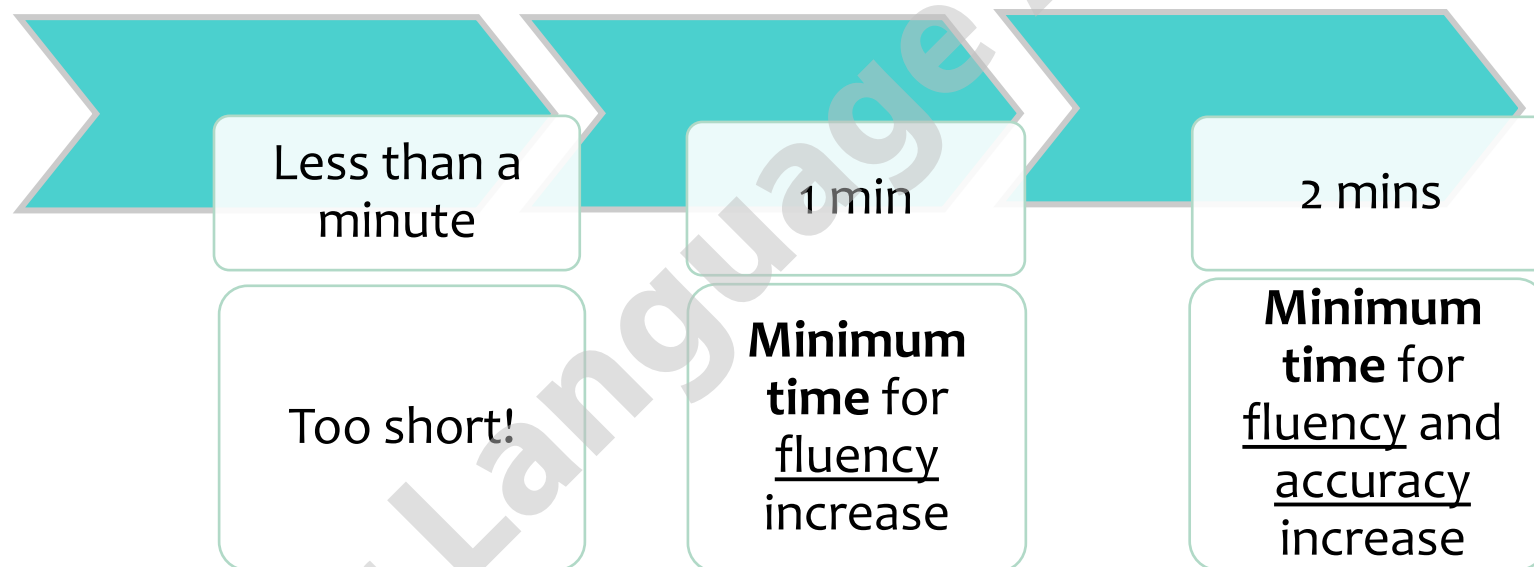 Less than a
minute
1 min
2 mins
Too short!
Minimum
time for
fluency
increase
Minimum
time for
fluency and
accuracy
increase
Language